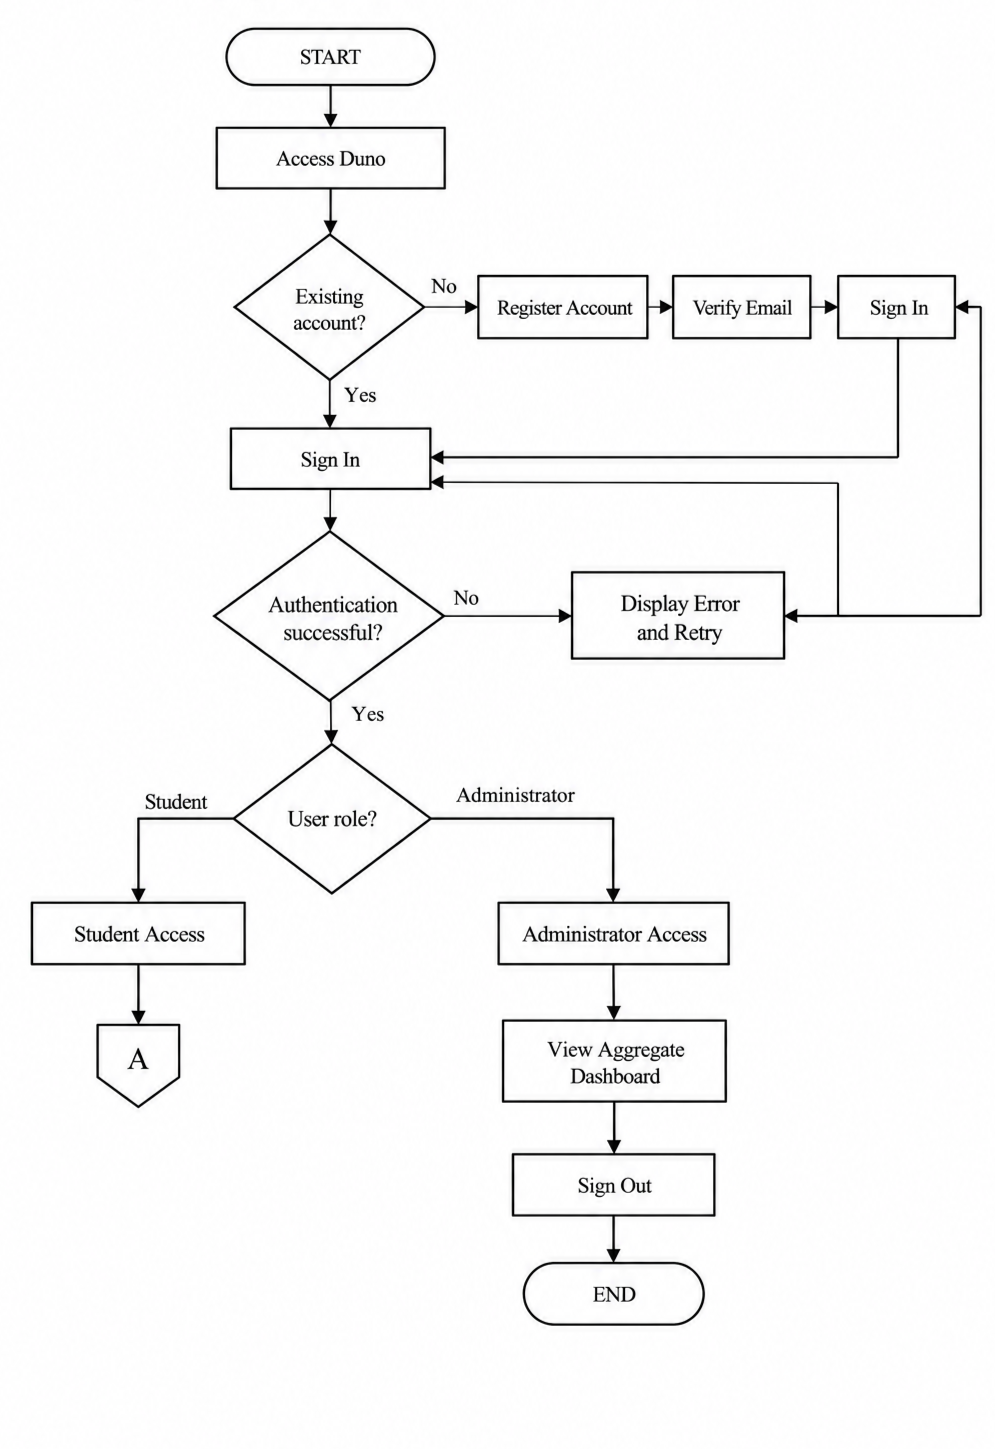 START
Access Duno
Existing
account?
No
Register Account
Verify Email
Sign In
Yes
Sign In
Authentication
successful?
No
Display Error
and Retry
Yes
User role?
Student
Administrator
Student Access
Administrator Access
A
View Aggregate
Dashboard
Sign Out
END